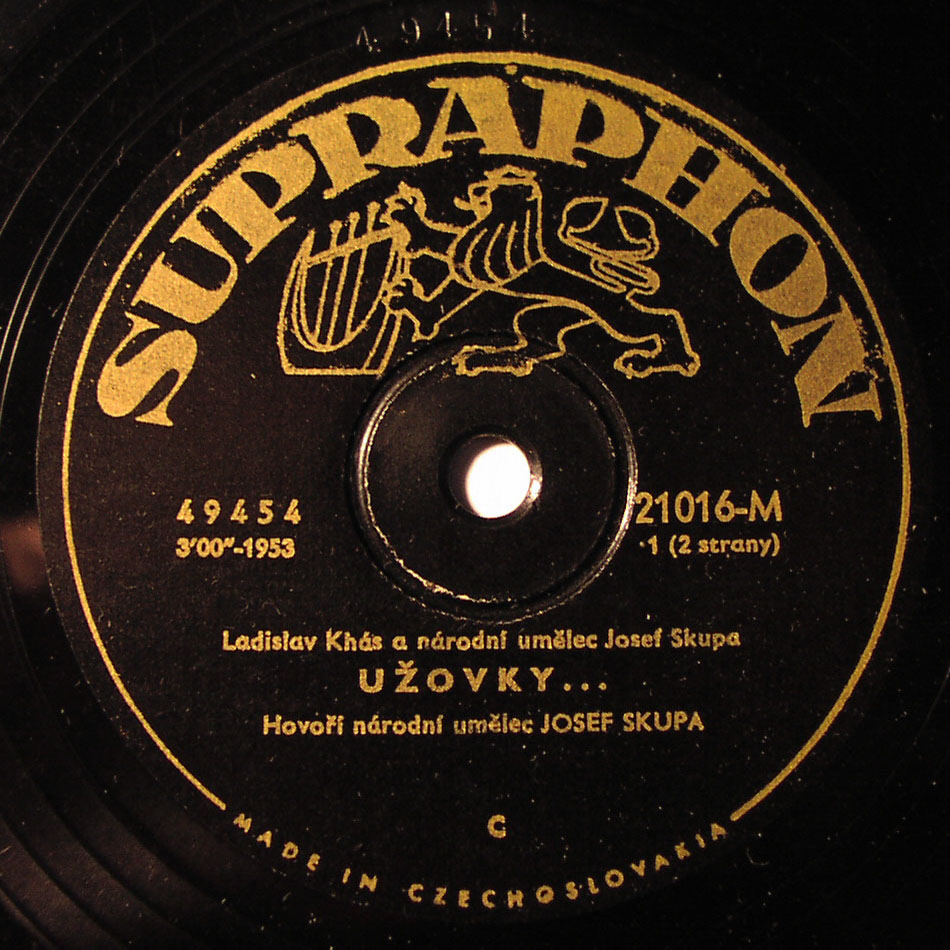 49454
SUPRAPHON
49454
3'00"-1953
21016-M
·1 (2 strany)
Ladislav Khás a národní umělec Josef Skupa
UŽOVKY...
Hovoří národní umělec JOSEF SKUPA
C
MADE IN CZECHOSLOVAKIA